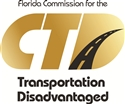 Florida Commission for the
CTD
Transportation
Disadvantaged